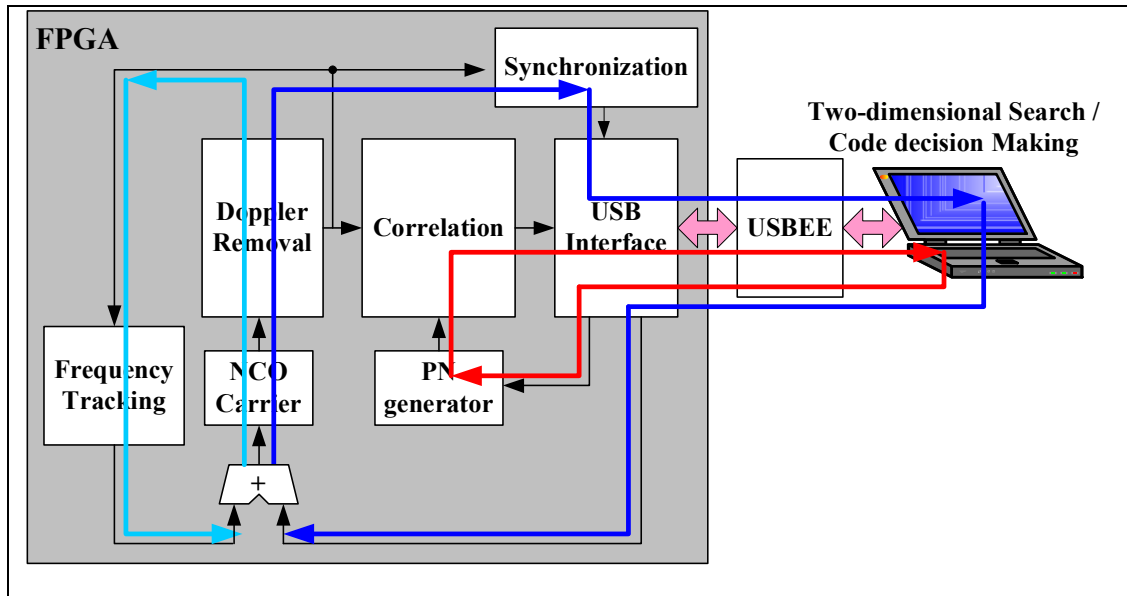 FPGA
Synchronization
Two-dimensional Search /
Code decision Making
Doppler
Removal
Correlation
USB
Interface
USBEE
Frequency
Tracking
NCO
Carrier
PN
generator
+